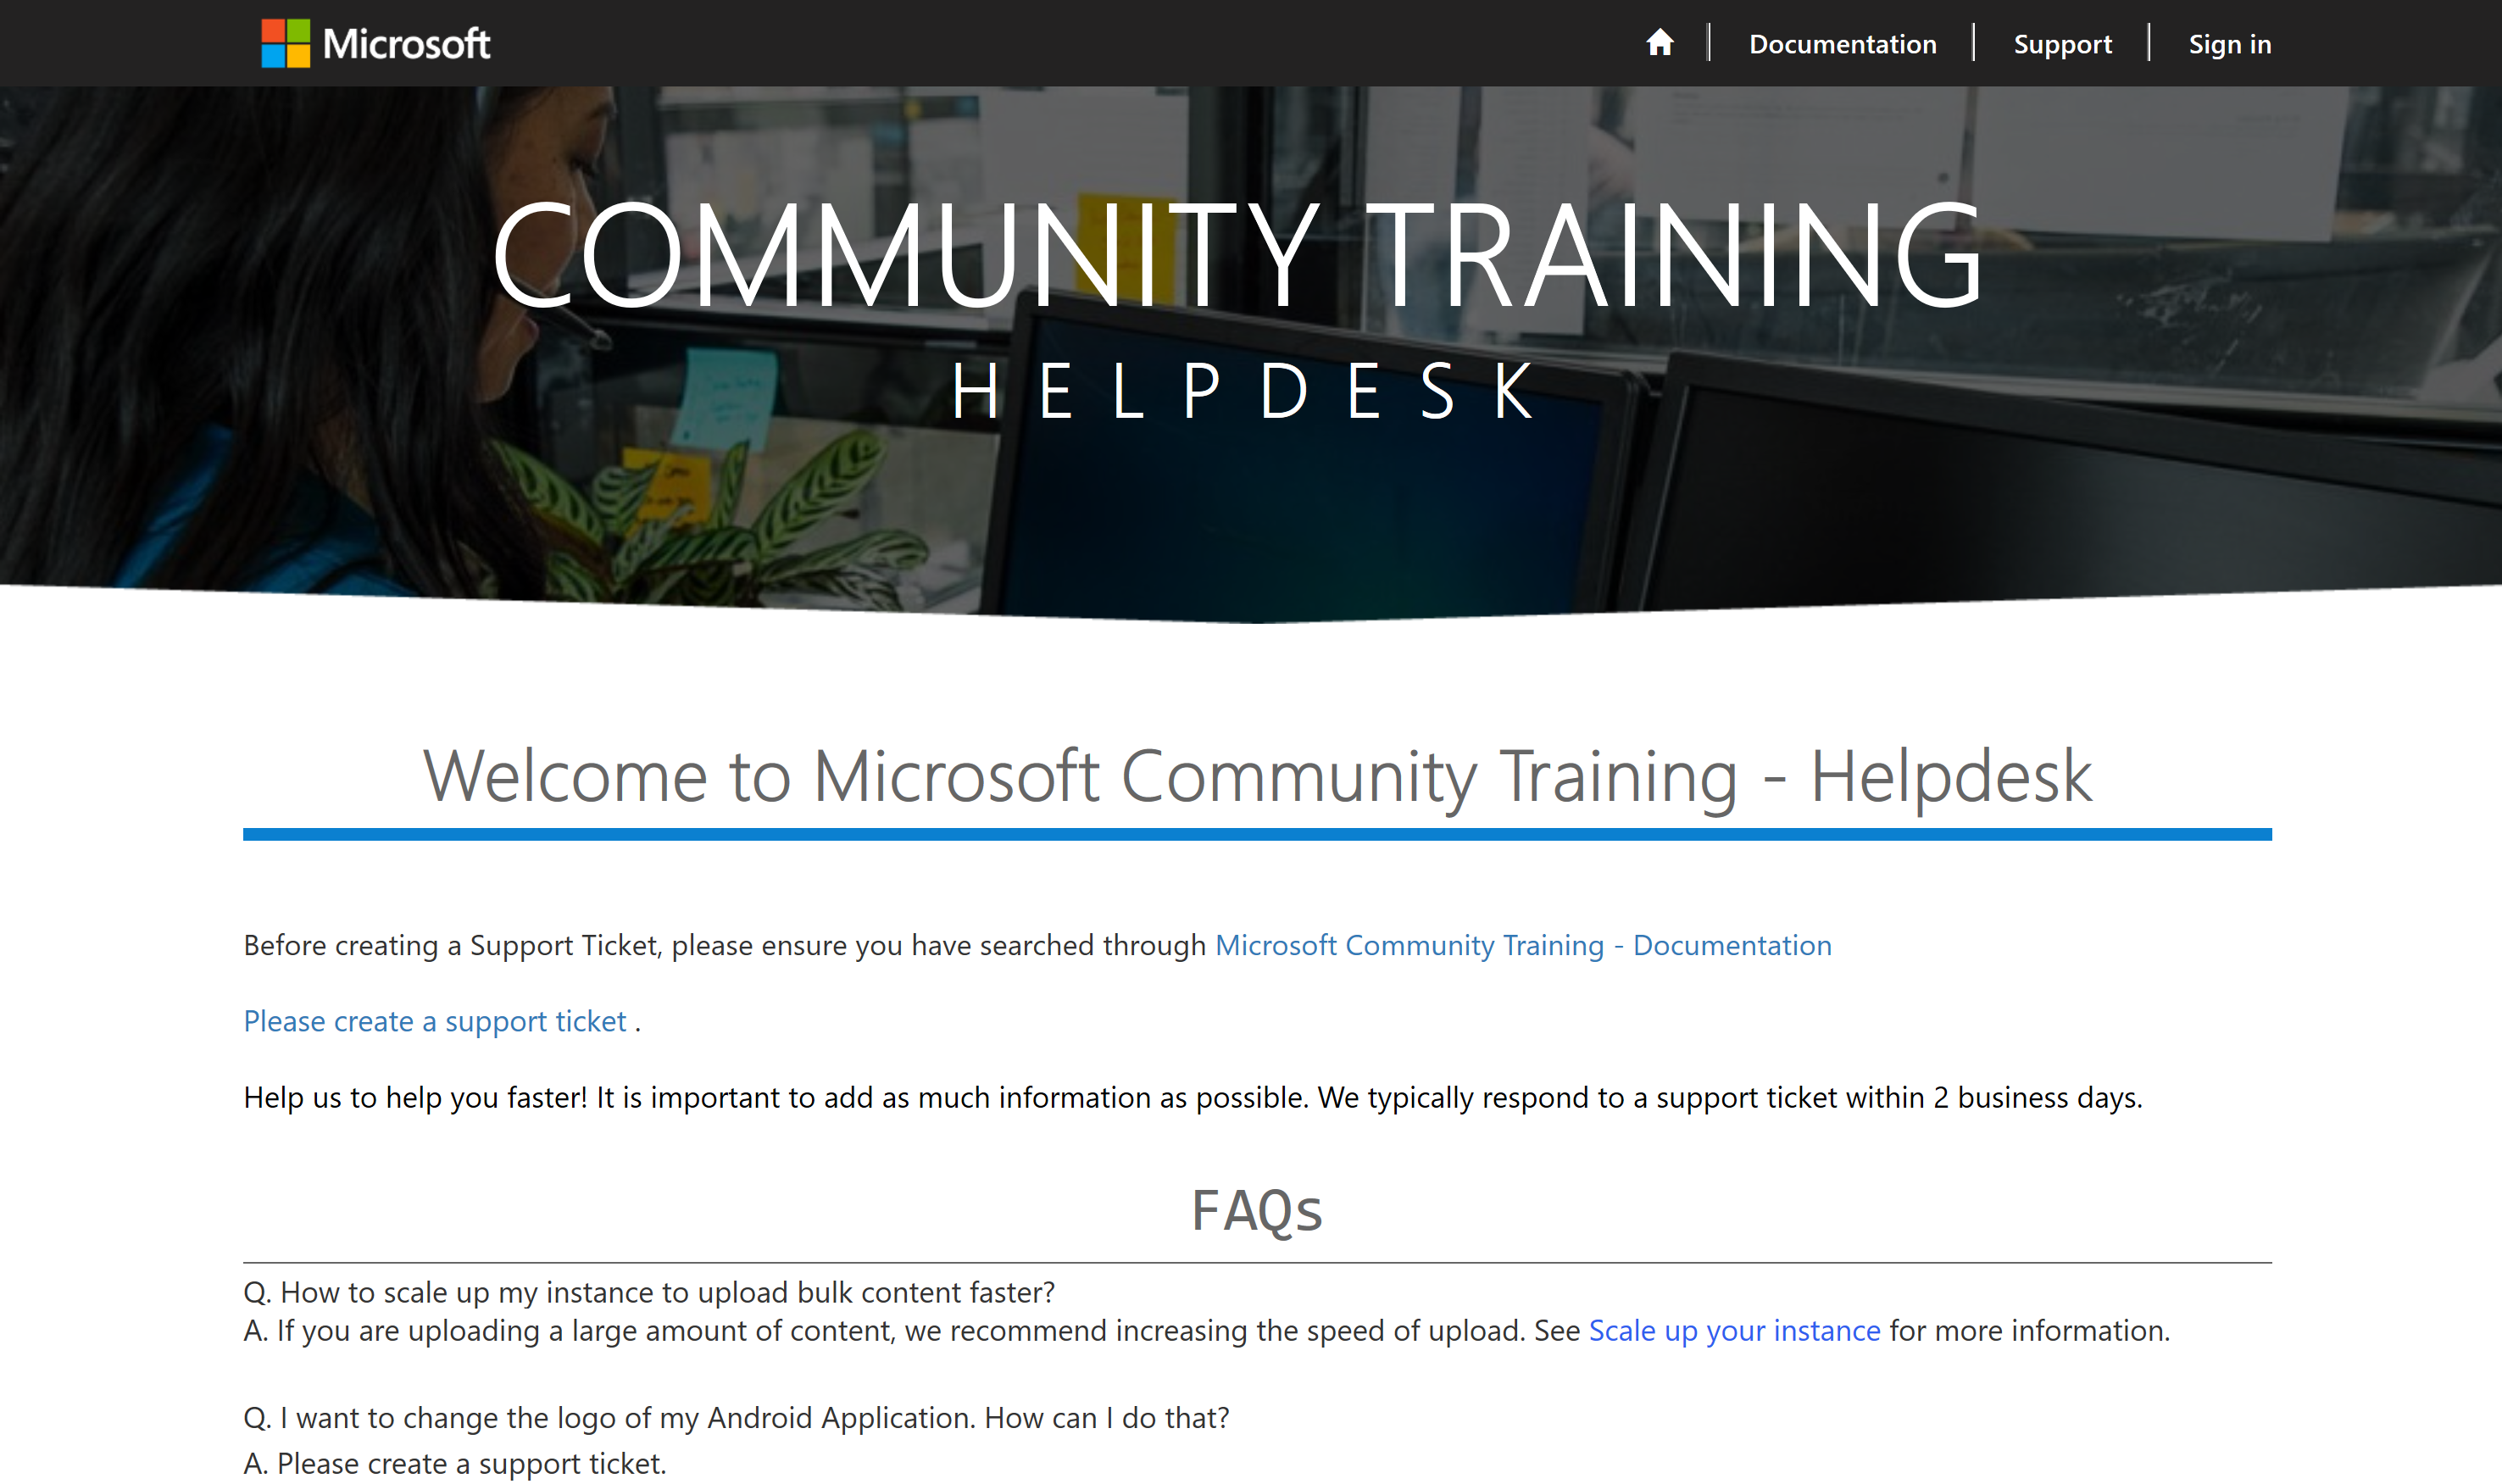 Microsoft
Documentation
Support
Sign in
COMMUNITY TRAINING
HELPDESK
Welcome to Microsoft Community Training - Helpdesk
Before creating a Support Ticket, please ensure you have searched through Microsoft Community Training - Documentation
Please create a support ticket .
Help us to help you faster! It is important to add as much information as possible. We typically respond to a support ticket within 2 business days.
FAQs
Q. How to scale up my instance to upload bulk content faster?
A. If you are uploading a large amount of content, we recommend increasing the speed of upload. See Scale up your instance for more information.
Q. I want to change the logo of my Android Application. How can I do that?
A. Please create a support ticket.